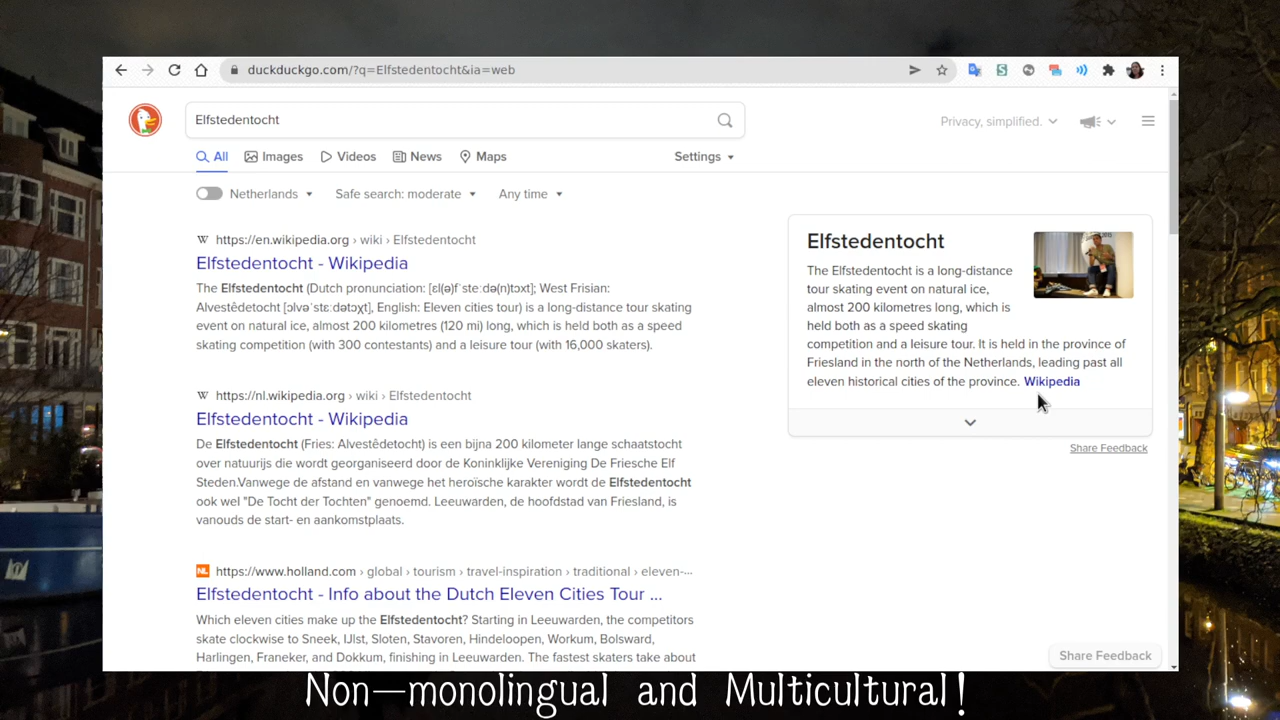 duckduckgo.com/?q=Elfstedentocht&ia=web
Elfstedentocht
Privacy, simplified.
All Images Videos News Maps Settings
Netherlands Safe search: moderate Any time
W https://en.wikipedia.org › wiki › Elfstedentocht
Elfstedentocht - Wikipedia
The Elfstedentocht (Dutch pronunciation: [ɛl(ə)fˈsteːdə(n)tɔxt]; West Frisian:
Alvestêdetocht [ɔlvəˈstɛːdətɔχt], English: Eleven cities tour) is a long-distance tour skating
event on natural ice, almost 200 kilometres (120 mi) long, which is held both as a speed
skating competition (with 300 contestants) and a leisure tour (with 16,000 skaters).
W https://nl.wikipedia.org › wiki › Elfstedentocht
Elfstedentocht - Wikipedia
De Elfstedentocht (Fries: Alvestêdetocht) is een bijna 200 kilometer lange schaatstocht
over natuurijs die wordt georganiseerd door de Koninklijke Vereniging De Friesche Elf
Steden.Vanwege de afstand en vanwege het heroïsche karakter wordt de Elfstedentocht
ook wel "De Tocht der Tochten" genoemd. Leeuwarden, de hoofdstad van Friesland, is
vanouds de start- en aankomstplaats.
NL https://www.holland.com › global › tourism › travel-inspiration › traditional › eleven-...
Elfstedentocht - Info about the Dutch Eleven Cities Tour ...
Which eleven cities make up the Elfstedentocht? Starting in Leeuwarden, the competitors
skate clockwise to Sneek, IJlst, Sloten, Stavoren, Hindeloopen, Workum, Bolsward,
Harlingen, Franeker, and Dokkum, finishing in Leeuwarden. The fastest skaters take about
Elfstedentocht
The Elfstedentocht is a long-distance
tour skating event on natural ice,
almost 200 kilometres long, which is
held both as a speed skating
competition and a leisure tour. It is held in the province of
Friesland in the north of the Netherlands, leading past all
eleven historical cities of the province. Wikipedia
Share Feedback
Share Feedback
Non-monolingual and Multicultural!